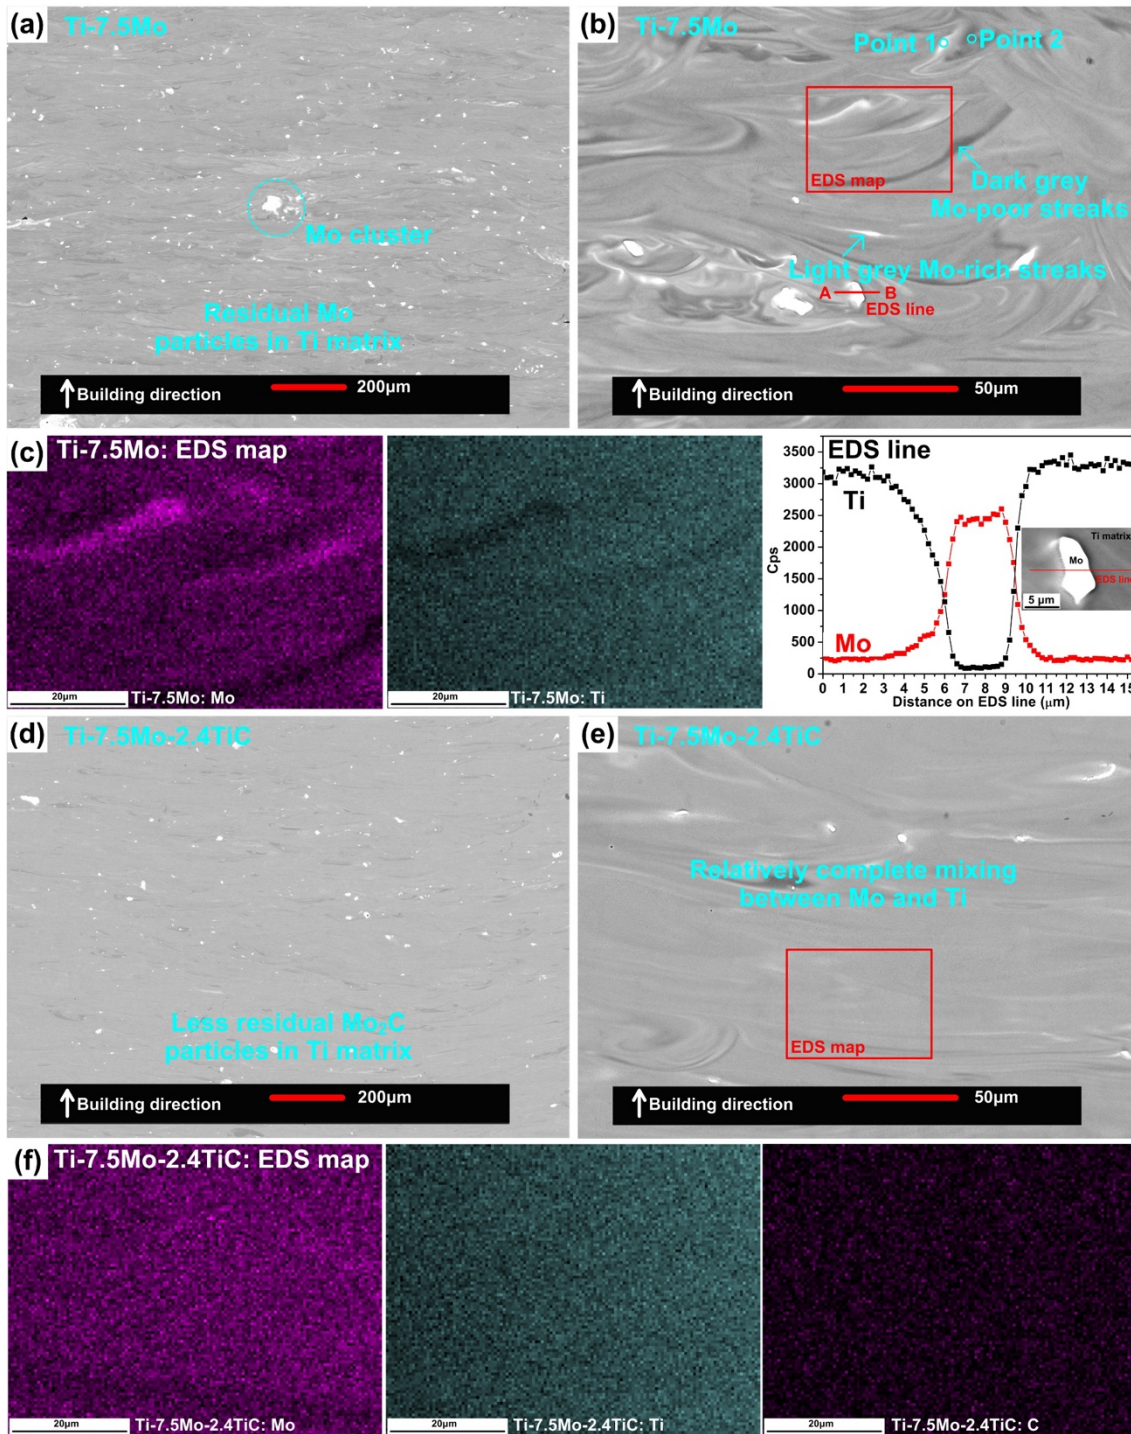 (a) Ti-7.5Mo
Mo cluster
Residual Mo
particles in Ti matrix
Building direction 200μm
(b) Ti-7.5Mo
Point 1 Point 2
EDS map
Dark grey
Mo-poor streaks
Light grey Mo-rich streaks
A B
EDS line
Building direction 50μm
(c) Ti-7.5Mo: EDS map
20μm Ti-7.5Mo: Mo
20μm Ti-7.5Mo: Ti
EDS line
3500
3000
2500
2000
1500
1000
500
0
Cps
Ti
Mo
Ti matrix
Mo
EDS line
5 μm
0 1 2 3 4 5 6 7 8 9 10 11 12 13 14 15
Distance on EDS line (μm)
(d) Ti-7.5Mo-2.4TiC
Less residual Mo₂C
particles in Ti matrix
Building direction 200μm
(e) Ti-7.5Mo-2.4TiC
Relatively complete mixing
between Mo and Ti
EDS map
Building direction 50μm
(f) Ti-7.5Mo-2.4TiC: EDS map
20μm Ti-7.5Mo-2.4TiC: Mo
20μm Ti-7.5Mo-2.4TiC: Ti
20μm Ti-7.5Mo-2.4TiC: C